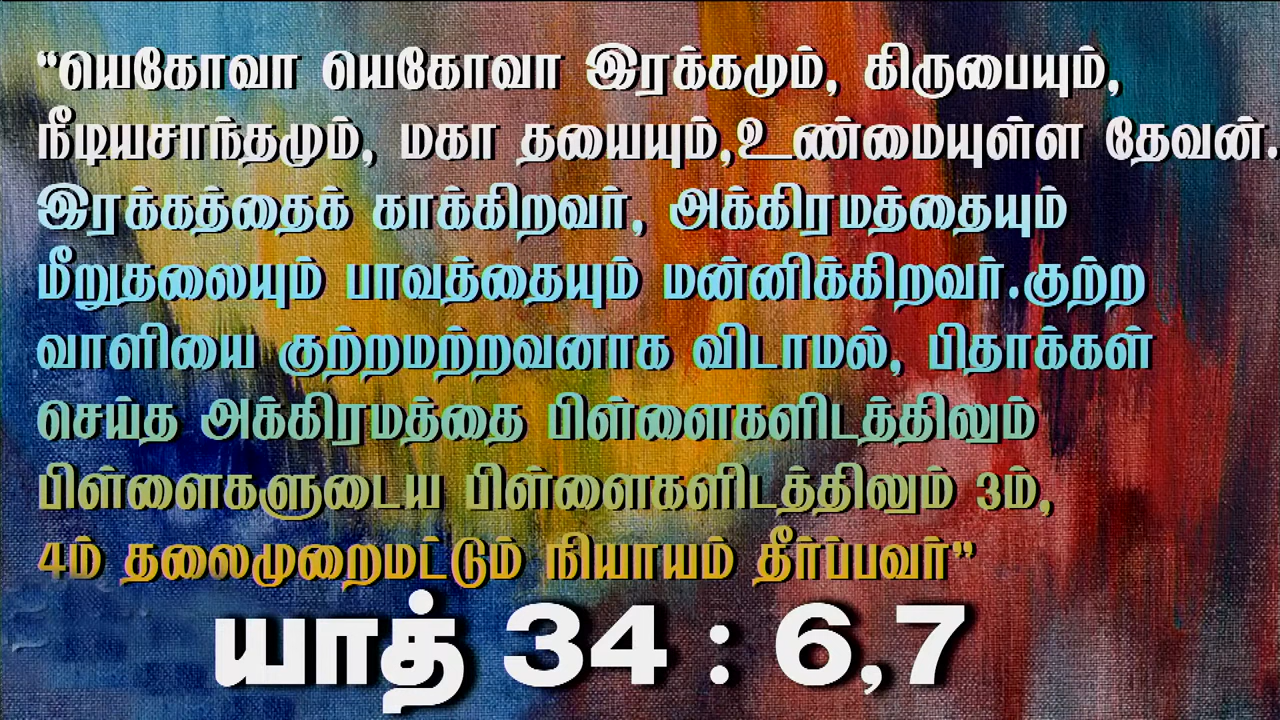 “யெகோவா யெகோவா இரக்கமும், கிருபையும்,
நீடியசாந்தமும், மகா தயையும்,உண்மையுள்ள தேவன்.
இரக்கத்தைக் காக்கிறவர், அக்கிரமத்தையும்
மீறுதலையும் பாவத்தையும் மன்னிக்கிறவர்.குற்ற
வாளியை குற்றமற்றவனாக விடாமல், பிதாக்கள்
செய்த அக்கிரமத்தை பிள்ளைகளிடத்திலும்
பிள்ளைகளுடைய பிள்ளைகளிடத்திலும் 3ம்,
4ம் தலைமுறைமட்டும் நியாயம் தீர்ப்பவர்”
யாத் 34 : 6,7